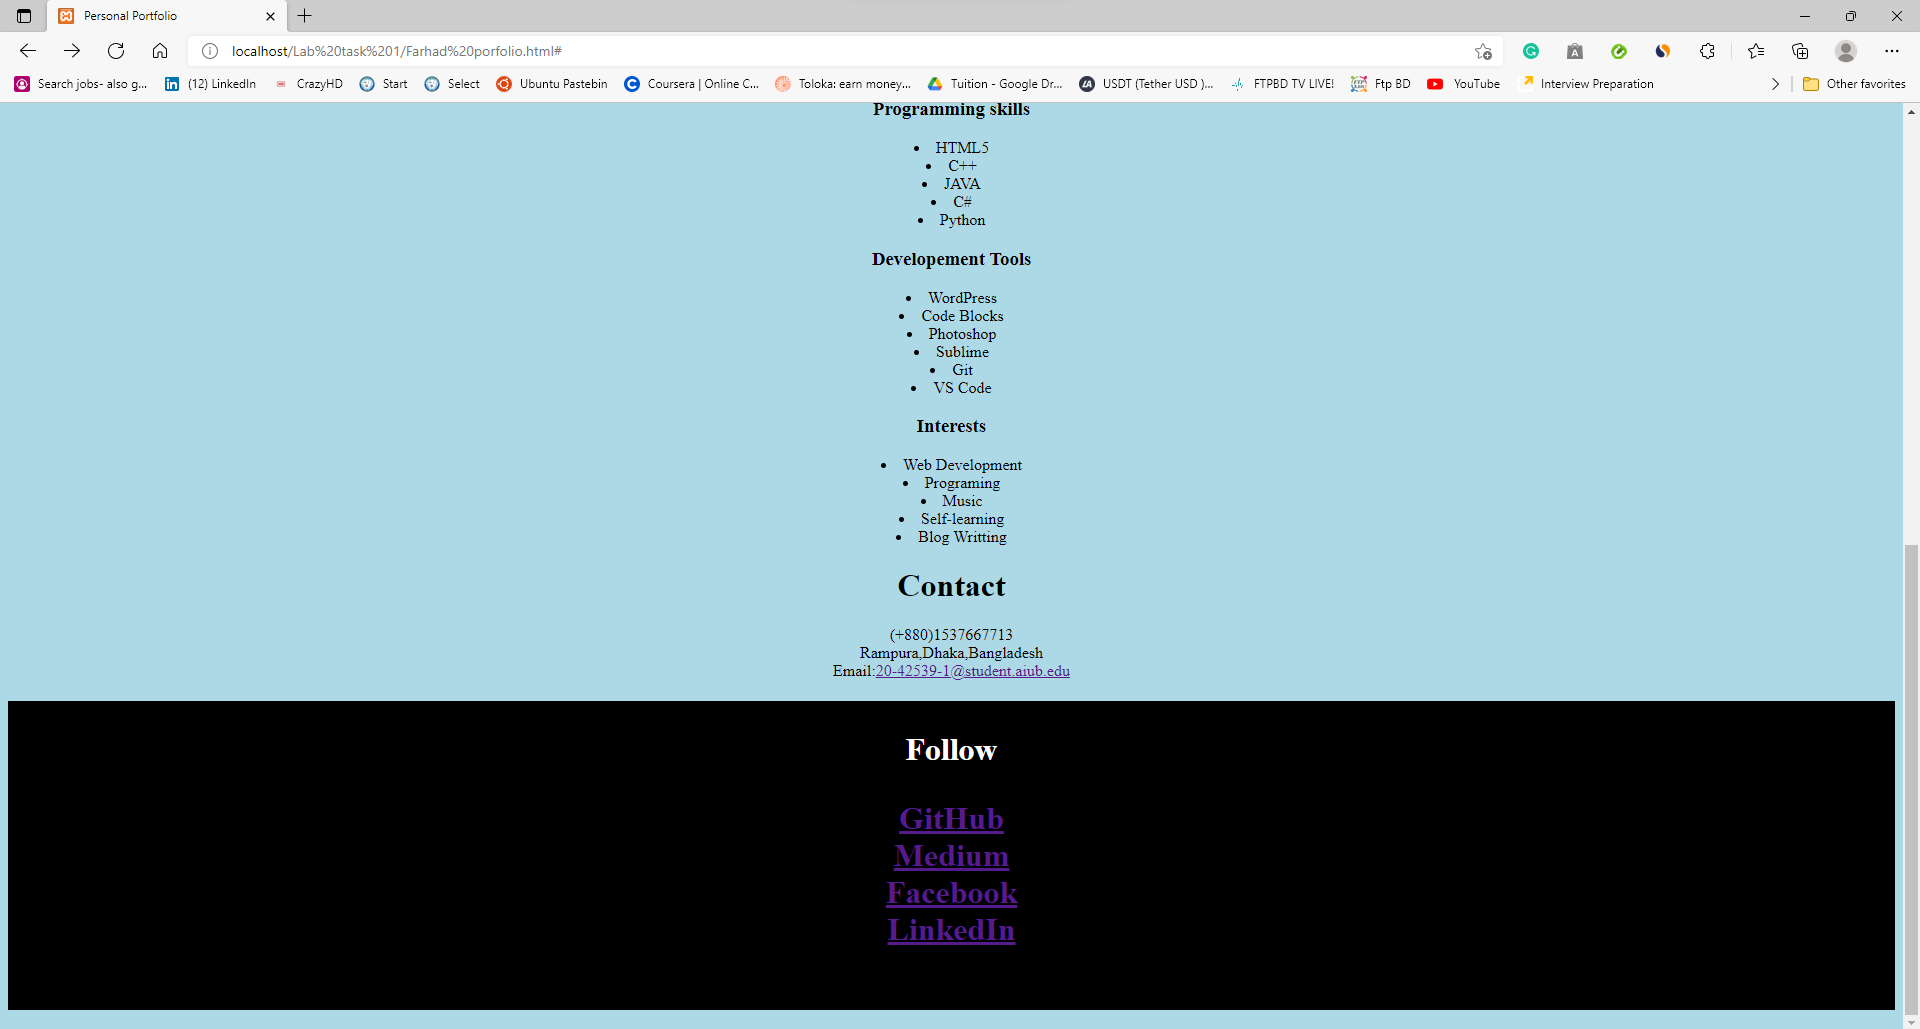 Personal Portfolio
localhost/Lab%20task%201/Farhad%20porfolio.html#
Search jobs- also g... (12) LinkedIn CrazyHD Start Select Ubuntu Pastebin Coursera | Online C... Toloka: earn money... Tuition - Google Dr... USDT (Tether USD )... FTPBD TV LIVE! Ftp BD YouTube Interview Preparation Other favorites
Programming skills
• HTML5
• C++
• JAVA
• C#
• Python
Developement Tools
• WordPress
• Code Blocks
• Photoshop
• Sublime
• Git
• VS Code
Interests
• Web Development
• Programing
• Music
• Self-learning
• Blog Writting
Contact
(+880)1537667713
Rampura,Dhaka,Bangladesh
Email:20-42539-1@student.aiub.edu
Follow
GitHub
Medium
Facebook
LinkedIn